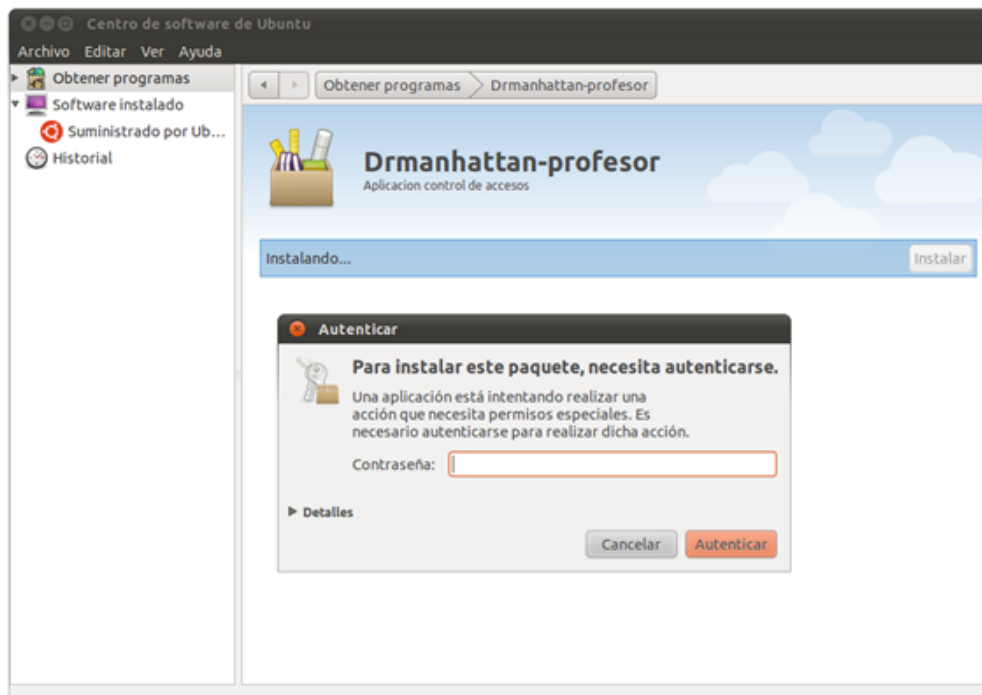 Centro de software de Ubuntu
Archivo Editar Ver Ayuda
Obtener programas
Software instalado
Suministrado por Ub...
Historial
Obtener programas Drmanhattan-profesor
Drmanhattan-profesor
Aplicacion control de accesos
Instalando... Instalar
Autenticar
Para instalar este paquete, necesita autenticarse.
Una aplicación está intentando realizar una
acción que necesita permisos especiales. Es
necesario autenticarse para realizar dicha acción.
Contraseña:
Detalles
Cancelar Autenticar